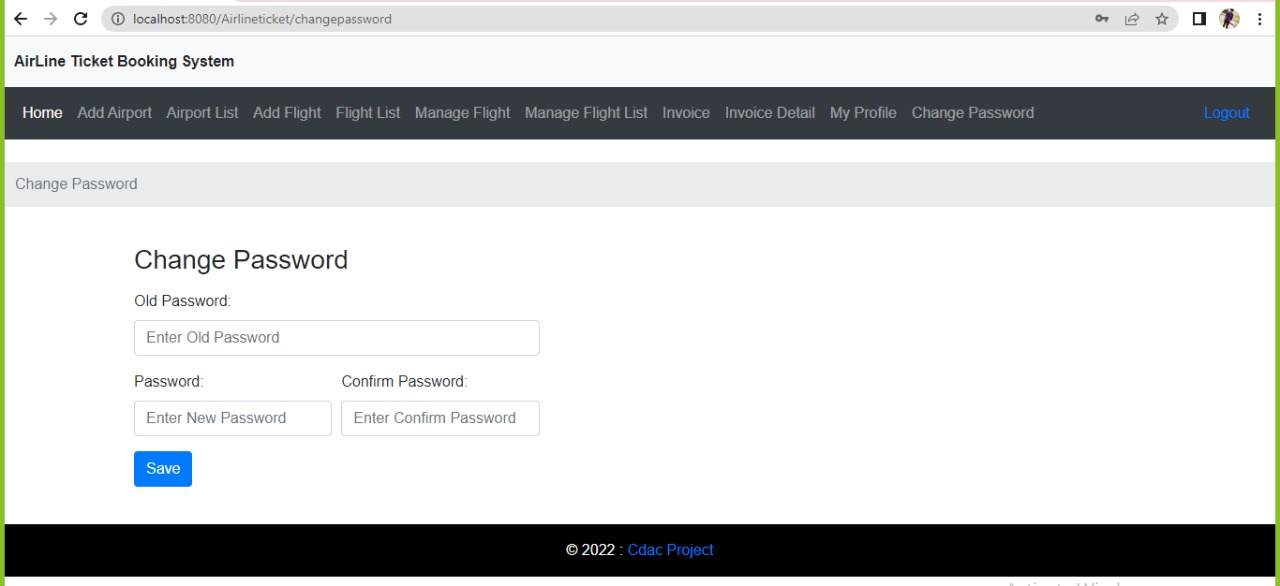 localhost:8080/Airlineticket/changepassword
AirLine Ticket Booking System
Home Add Airport Airport List Add Flight Flight List Manage Flight Manage Flight List Invoice Invoice Detail My Profile Change Password Logout
Change Password
Change Password
Old Password:
Enter Old Password
Password: Confirm Password:
Enter New Password Enter Confirm Password
Save
© 2022 : Cdac Project